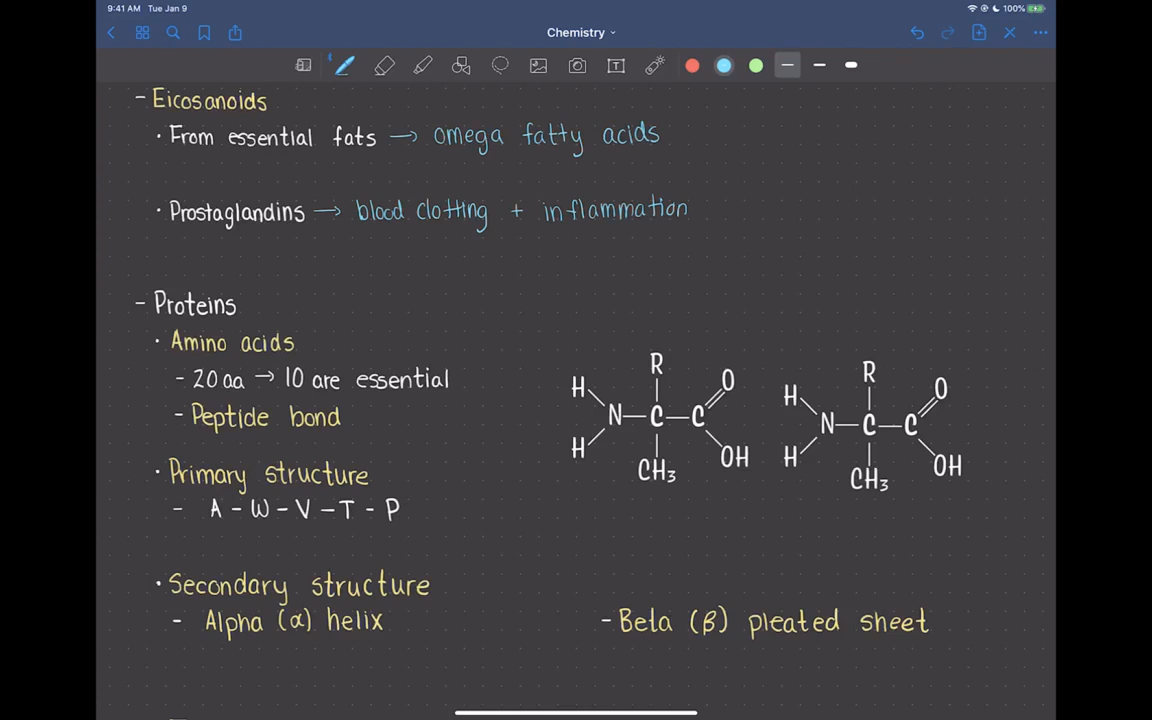 9:41 AM Tue Jan 9
100%
Chemistry
- Eicosanoids
· From essential fats → omega fatty acids
· Prostaglandins → blood clotting + inflammation
- Proteins
· Amino acids
- 20 aa → 10 are essential
- Peptide bond
R
H O
N — C — C
H OH
CH₃
R
H O
N — C — C
H OH
CH₃
· Primary structure
- A - W - V - T - P
· Secondary structure
- Alpha (α) helix
- Beta (β) pleated sheet